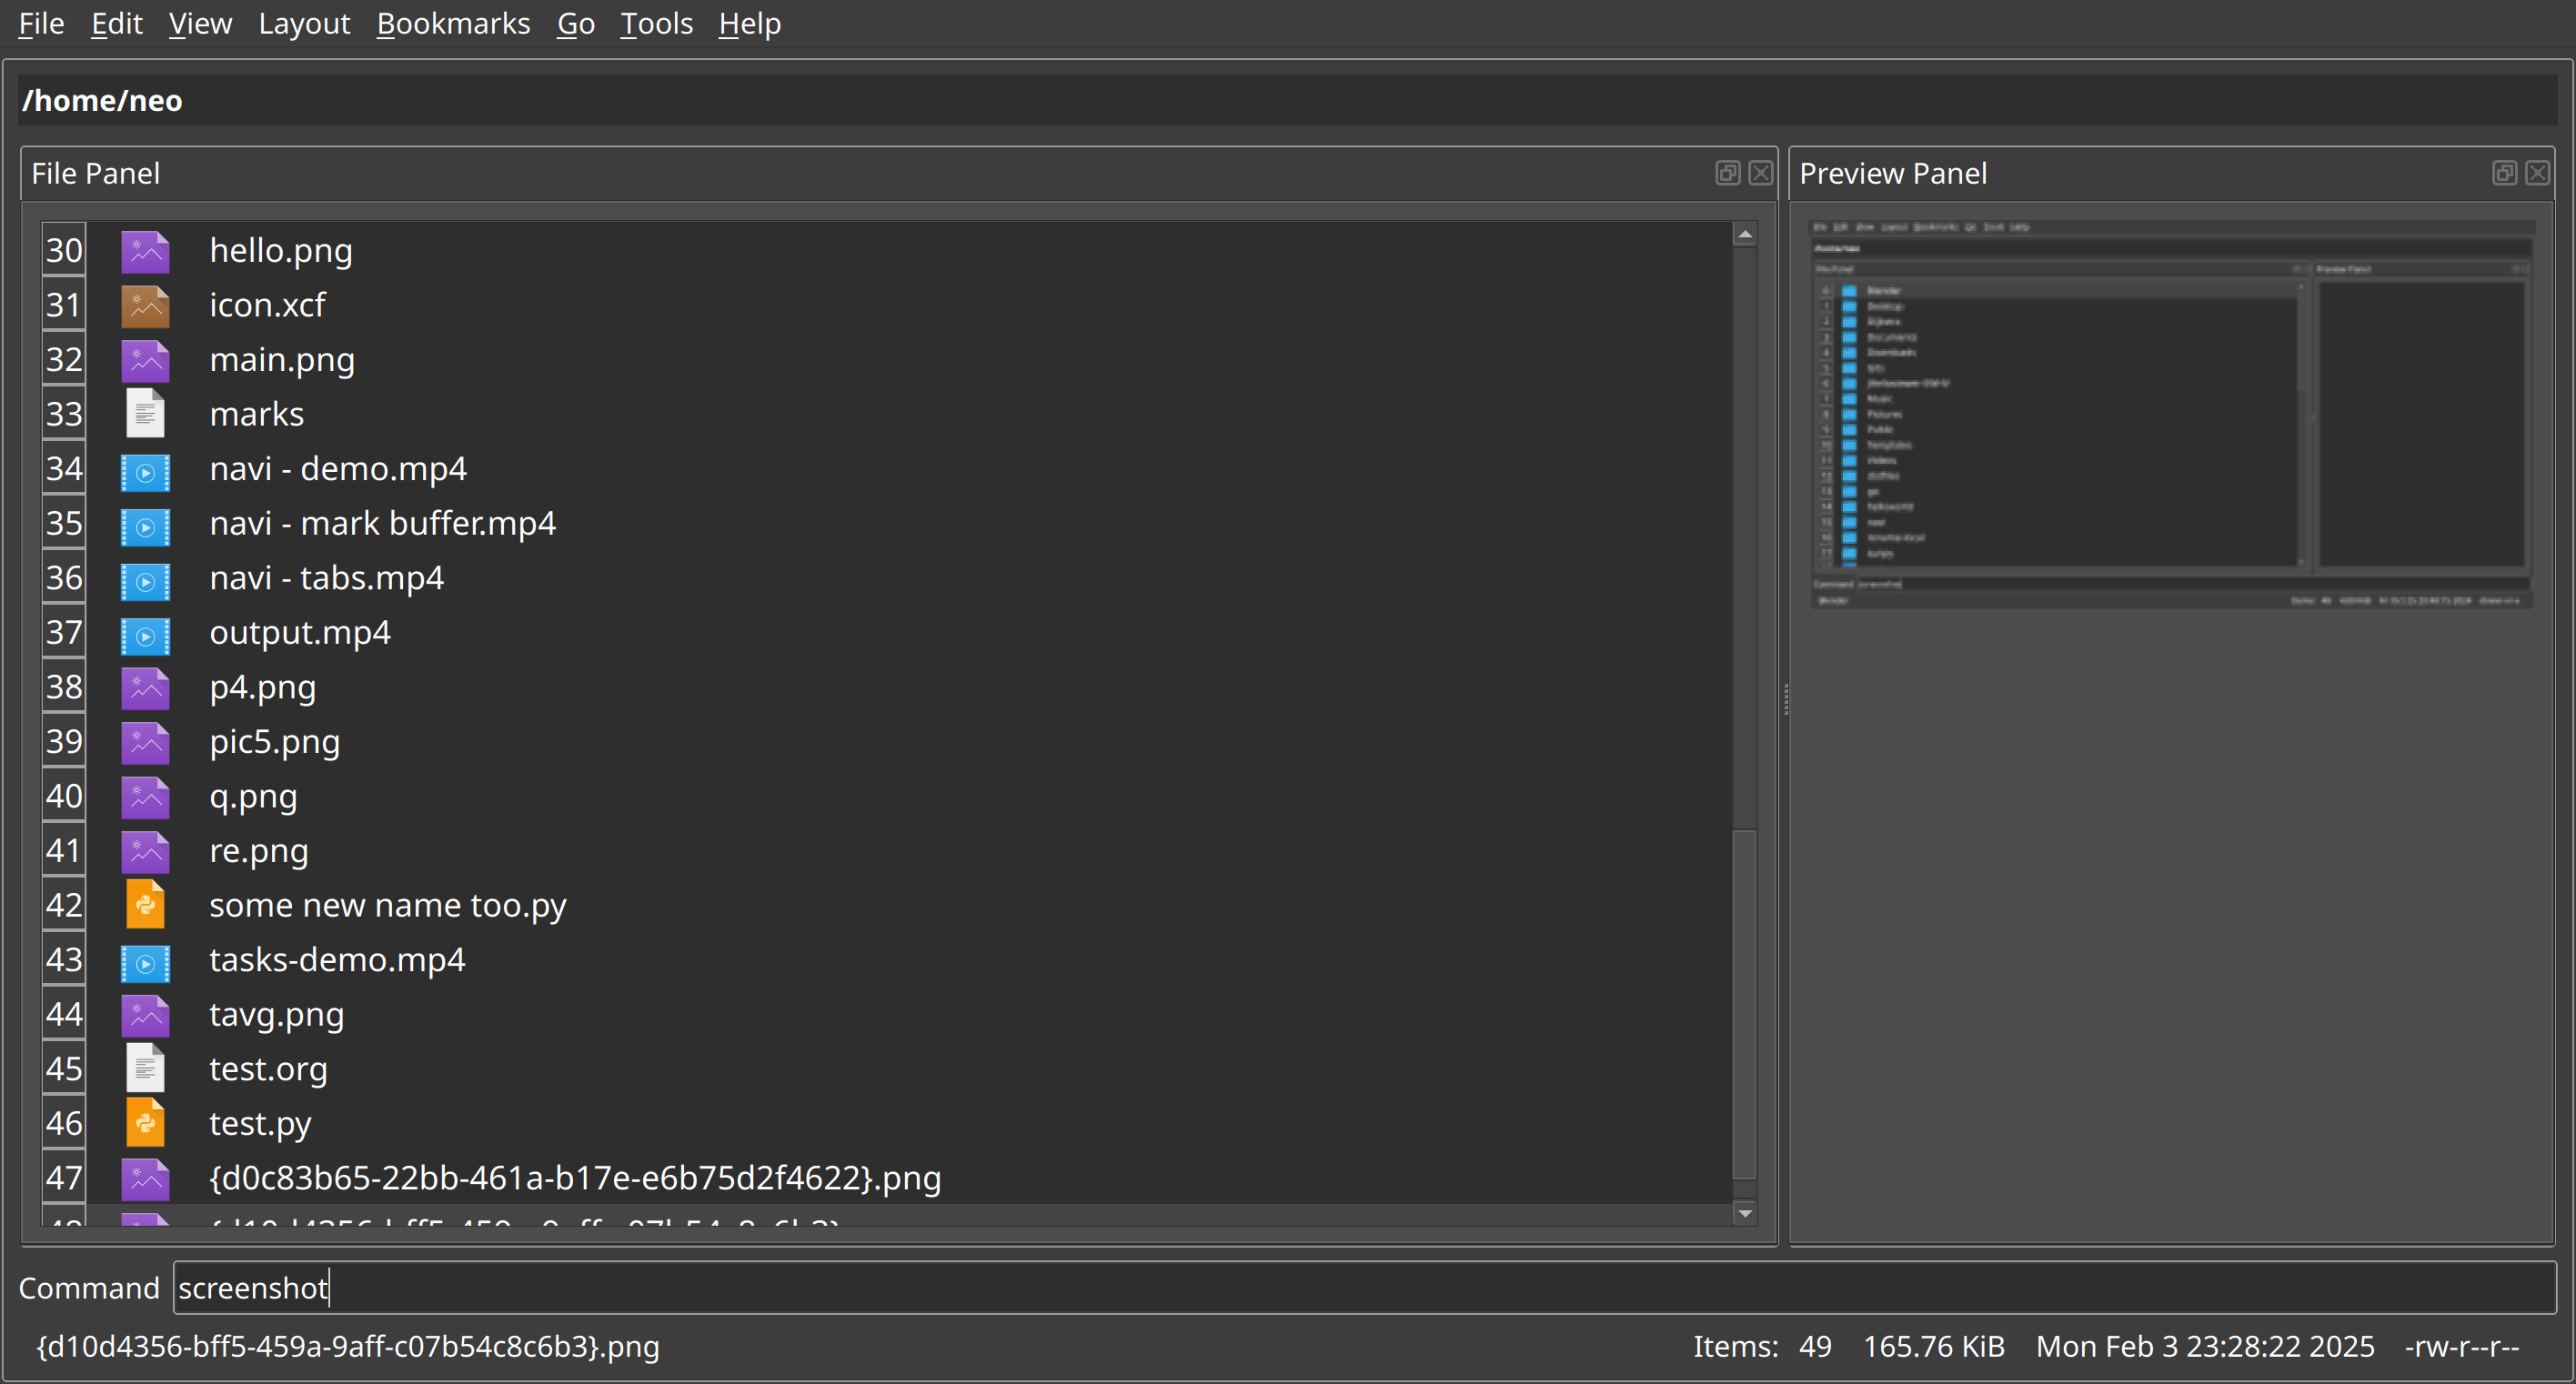 File Edit View Layout Bookmarks Go Tools Help
/home/neo
File Panel
Preview Panel
30 hello.png
31 icon.xcf
32 main.png
33 marks
34 navi - demo.mp4
35 navi - mark buffer.mp4
36 navi - tabs.mp4
37 output.mp4
38 p4.png
39 pic5.png
40 q.png
41 re.png
42 some new name too.py
43 tasks-demo.mp4
44 tavg.png
45 test.org
46 test.py
47 {d0c83b65-22bb-461a-b17e-e6b75d2f4622}.png
Command screenshot
{d10d4356-bff5-459a-9aff-c07b54c8c6b3}.png Items: 49 165.76 KiB Mon Feb 3 23:28:22 2025 -rw-r--r--